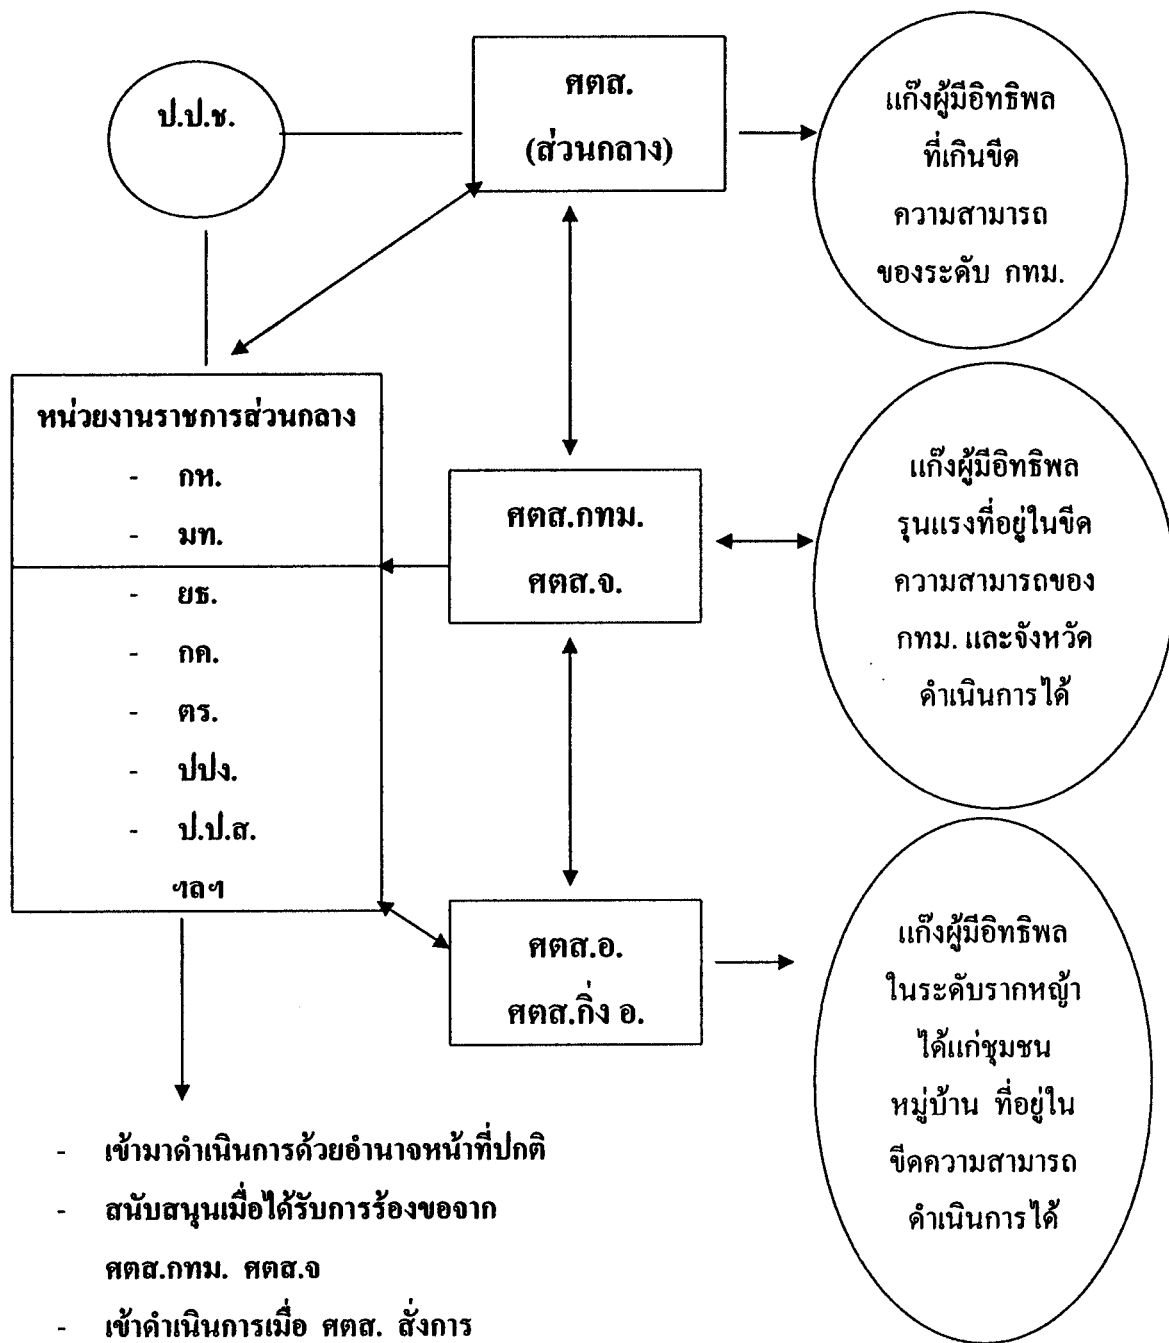 ป.ป.ช.
ศตส.
(ส่วนกลาง)
แก๊งผู้มีอิทธิพล
ที่เกินขีด
ความสามารถ
ของระดับ กทม.
หน่วยงานราชการส่วนกลาง
- กห.
- มท.
- ยธ.
- กค.
- ตร.
- ปปง.
- ป.ป.ส.
ฯลฯ
ศตส.กทม.
ศตส.จ.
แก๊งผู้มีอิทธิพล
รุนแรงที่อยู่ในขีด
ความสามารถของ
กทม. และจังหวัด
ดำเนินการได้
ศตส.อ.
ศตส.กิ่ง อ.
แก๊งผู้มีอิทธิพล
ในระดับรากหญ้า
ได้แก่ชุมชน
หมู่บ้าน ที่อยู่ใน
ขีดความสามารถ
ดำเนินการได้
- เข้ามาดำเนินการด้วยอำนาจหน้าที่ปกติ
- สนับสนุนเมื่อได้รับการร้องขอจาก
ศตส.กทม. ศตส.จ
- เข้าดำเนินการเมื่อ ศตส. สั่งการ